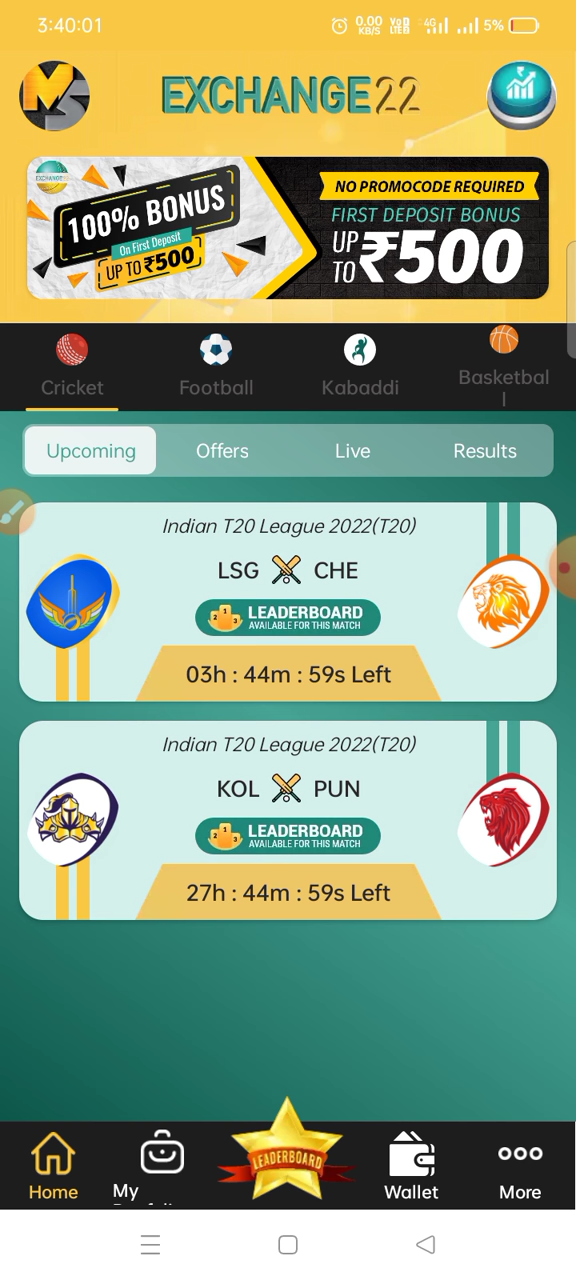 3:40:01
0.00
KB/S
Vo
LTE
4G
5%
EXCHANGE22
100% BONUS
On First Deposit
UP TO ₹500
NO PROMOCODE REQUIRED
FIRST DEPOSIT BONUS
UP TO ₹500
Cricket
Football
Kabaddi
Basketbal
l
Upcoming
Offers
Live
Results
Indian T20 League 2022(T20)
LSG CHE
LEADERBOARD
AVAILABLE FOR THIS MATCH
03h : 44m : 59s Left
Indian T20 League 2022(T20)
KOL PUN
LEADERBOARD
AVAILABLE FOR THIS MATCH
27h : 44m : 59s Left
LEADERBOARD
Home
My
Wallet
More